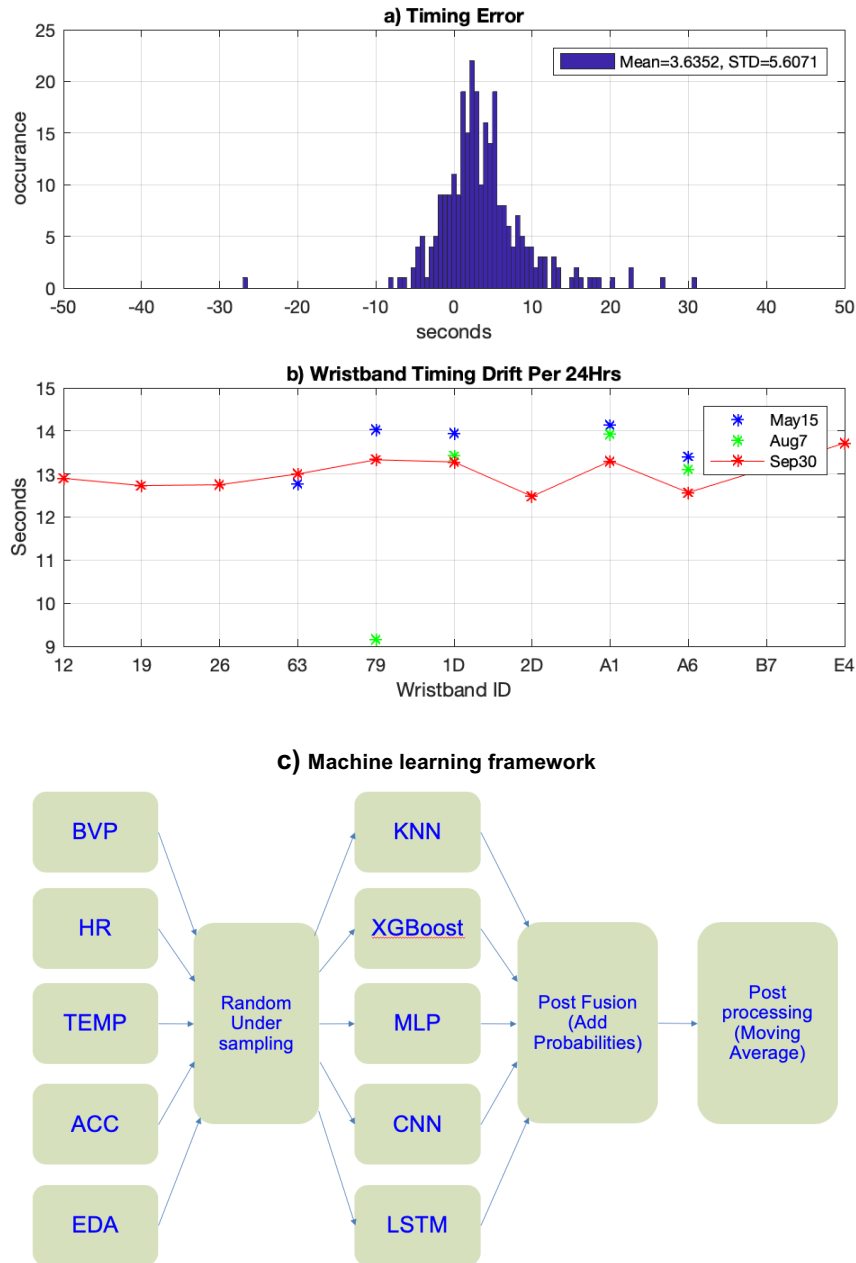 a) Timing Error
25
20
15
10
5
0
occurance
Mean=3.6352, STD=5.6071
-50 -40 -30 -20 -10 0 10 20 30 40 50
seconds
b) Wristband Timing Drift Per 24Hrs
15
14
13
12
11
10
9
Seconds
May15
Aug7
Sep30
12 19 26 63 79 1D 2D A1 A6 B7 E4
Wristband ID
c) Machine learning framework
BVP
HR
TEMP
ACC
EDA
Random
Under
sampling
KNN
XGBoost
MLP
CNN
LSTM
Post Fusion
(Add
Probabilities)
Post
processing
(Moving
Average)